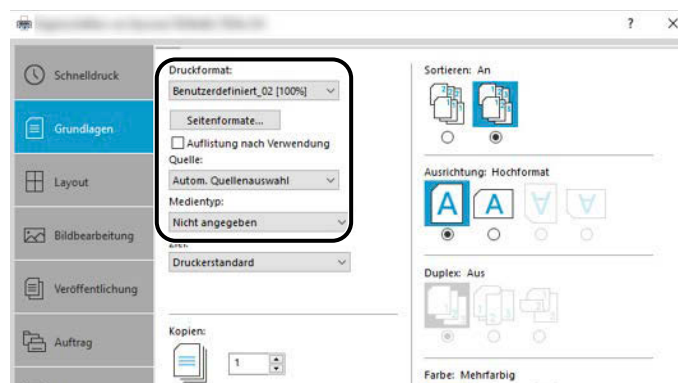 ?
Schnelldruck
Grundlagen
Layout
Bildbearbeitung
Veröffentlichung
Auftrag
Druckformat:
Benutzerdefiniert_02 [100%]
Seitenformate...
Auflistung nach Verwendung
Quelle:
Autom. Quellenauswahl
Medientyp:
Nicht angegeben
Ziel:
Druckerstandard
Kopien:
1
Sortieren: An
Ausrichtung: Hochformat
A A A A
Duplex: Aus
Farbe: Mehrfarbig